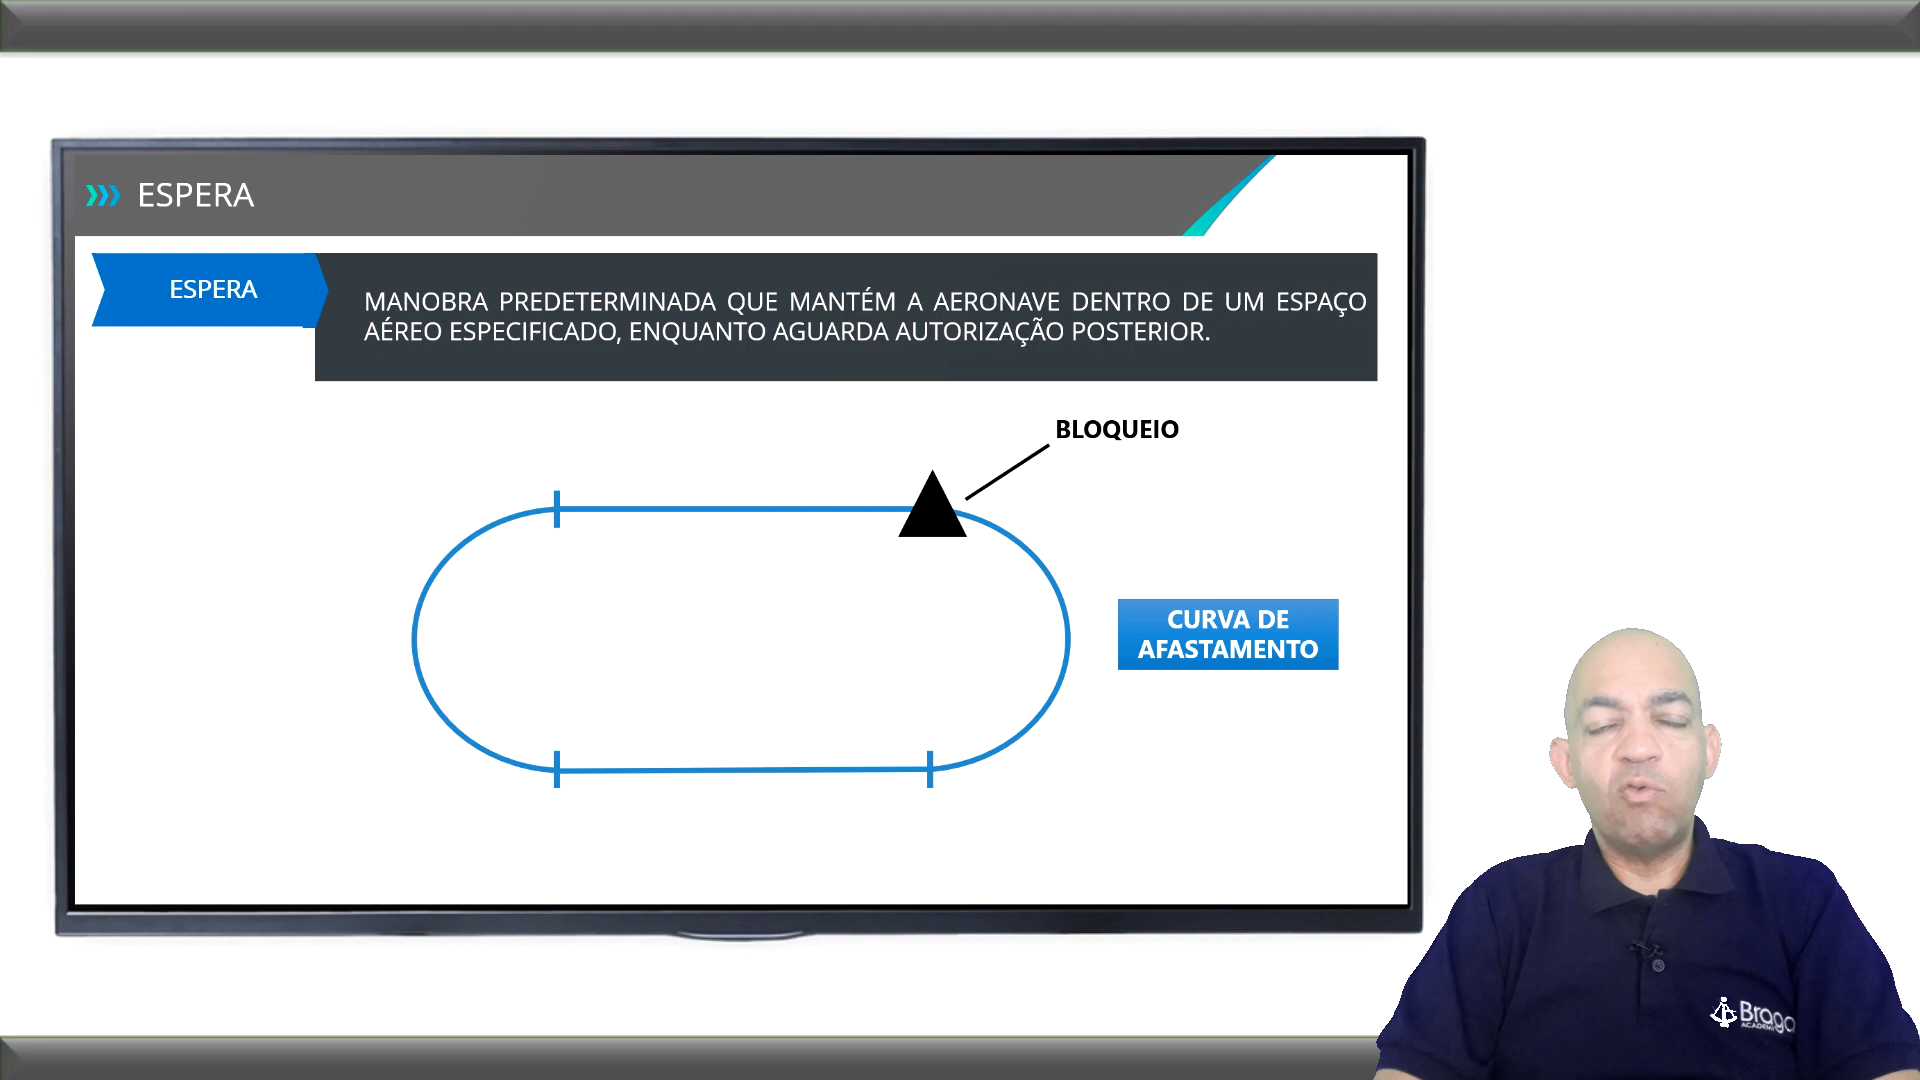 ESPERA
ESPERA
MANOBRA PREDETERMINADA QUE MANTÉM A AERONAVE DENTRO DE UM ESPAÇO
AÉREO ESPECIFICADO, ENQUANTO AGUARDA AUTORIZAÇÃO POSTERIOR.
BLOQUEIO
CURVA DE
AFASTAMENTO
Braga